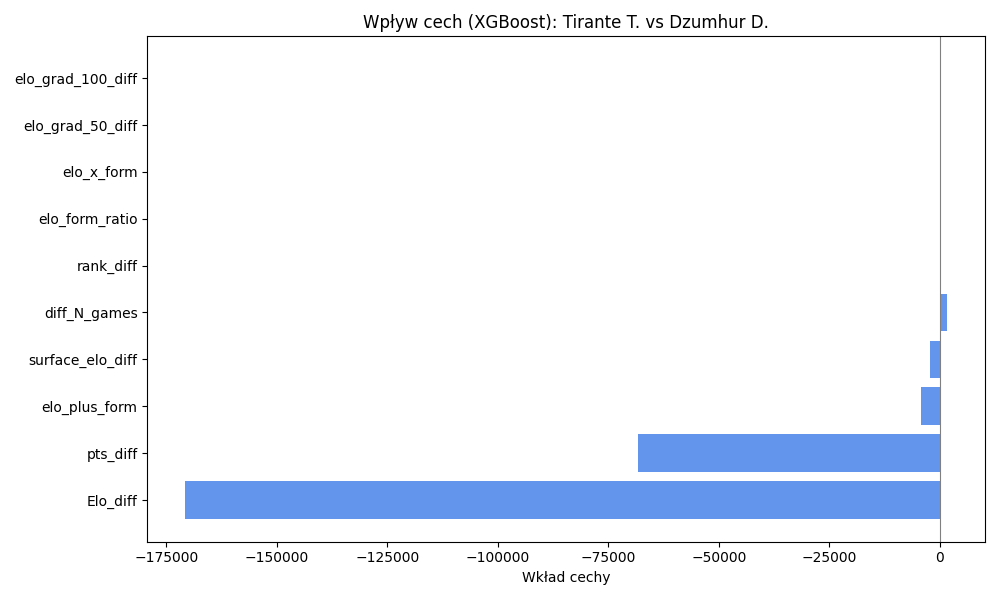 Wpływ cech (XGBoost): Tirante T. vs Dzumhur D.
elo_grad_100_diff
elo_grad_50_diff
elo_x_form
elo_form_ratio
rank_diff
diff_N_games
surface_elo_diff
elo_plus_form
pts_diff
Elo_diff
−175000 −150000 −125000 −100000 −75000 −50000 −25000 0
Wkład cechy